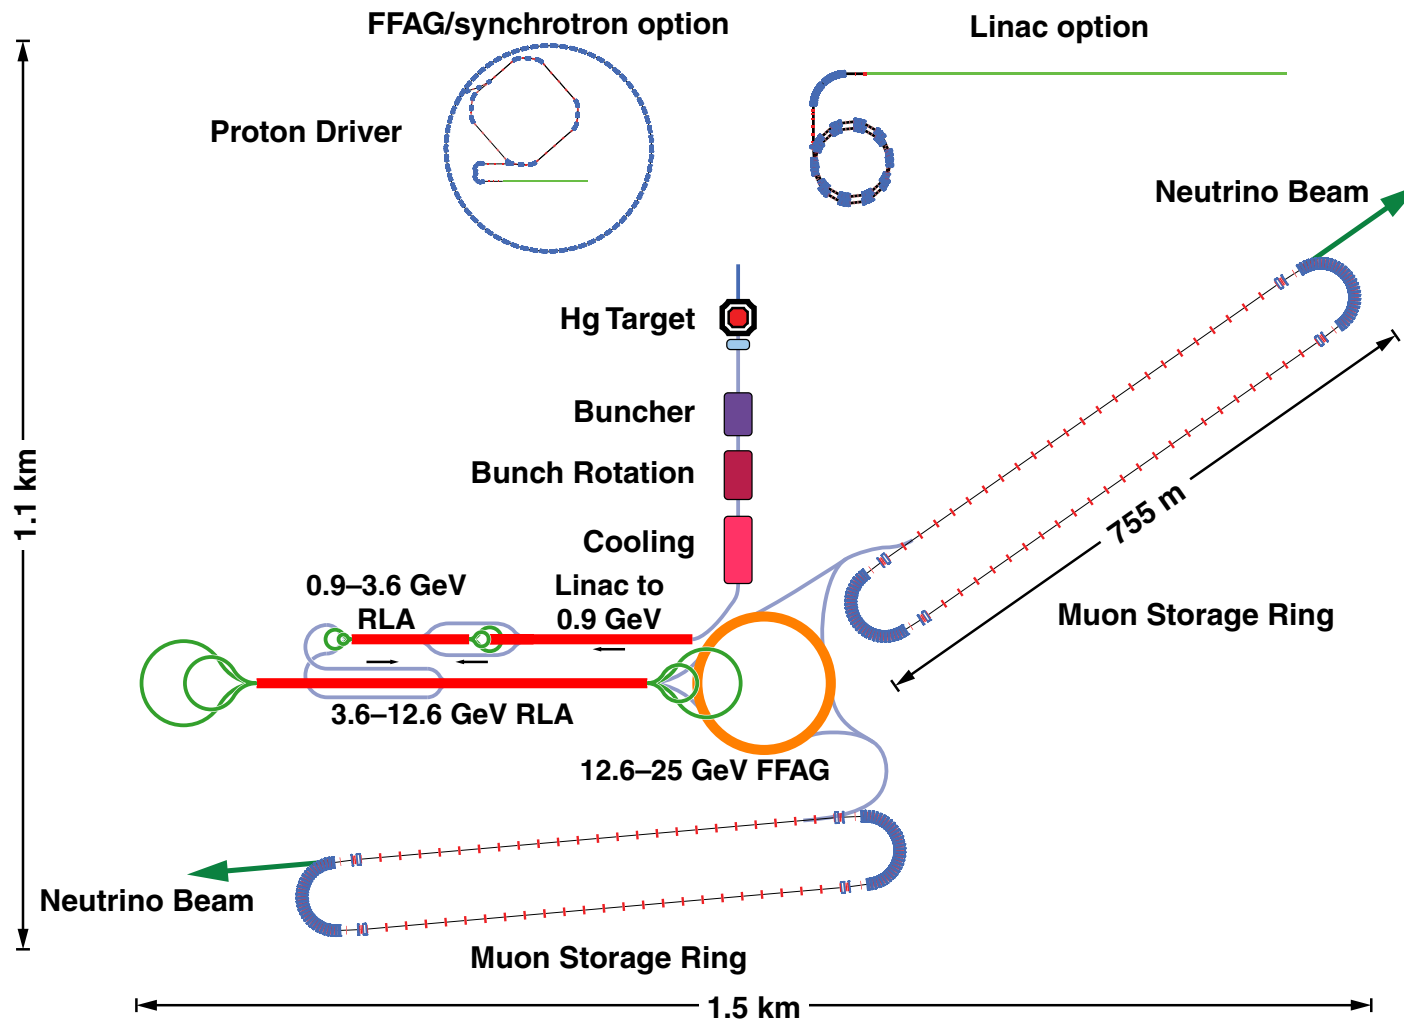 FFAG/synchrotron option
Linac option
Proton Driver
Neutrino Beam
Hg Target
Buncher
Bunch Rotation
Cooling
1.1 km
755 m
0.9–3.6 GeV
RLA
Linac to
0.9 GeV
Muon Storage Ring
3.6–12.6 GeV RLA
12.6–25 GeV FFAG
Neutrino Beam
Muon Storage Ring
1.5 km